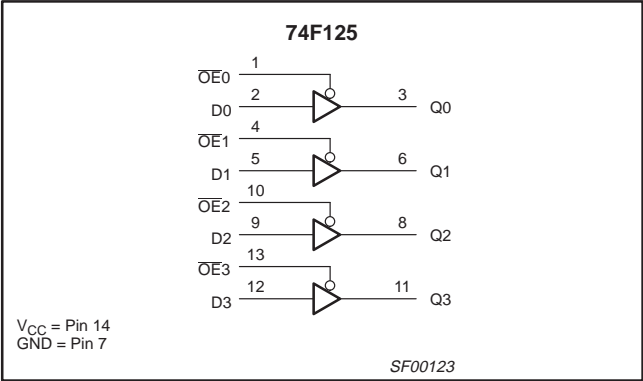 74F125
1
OE0
2
D0
3
Q0
4
OE1
5
D1
6
Q1
10
OE2
9
D2
8
Q2
13
OE3
12
D3
11
Q3
VCC = Pin 14
GND = Pin 7
SF00123